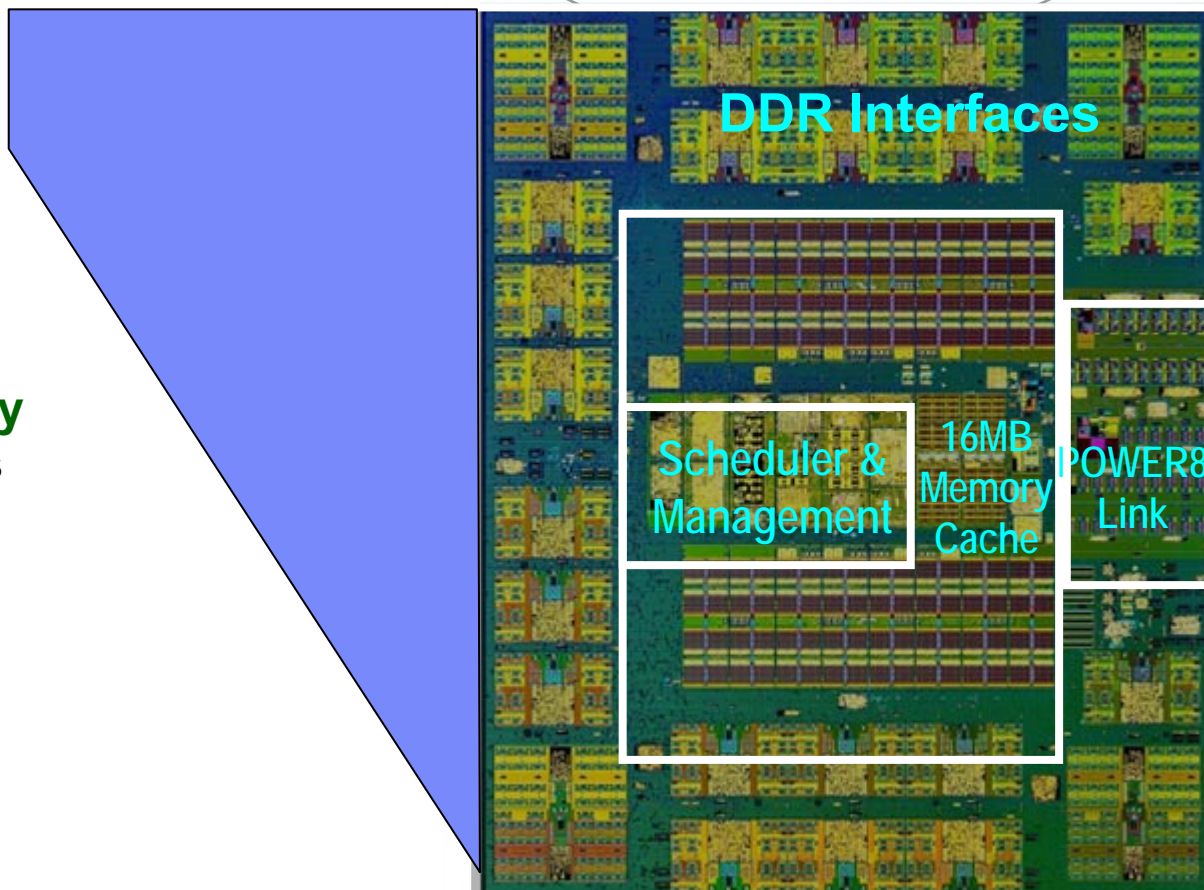 DDR Interfaces
y
s
Scheduler &
Management
16MB
Memory
Cache
POWER8
Link